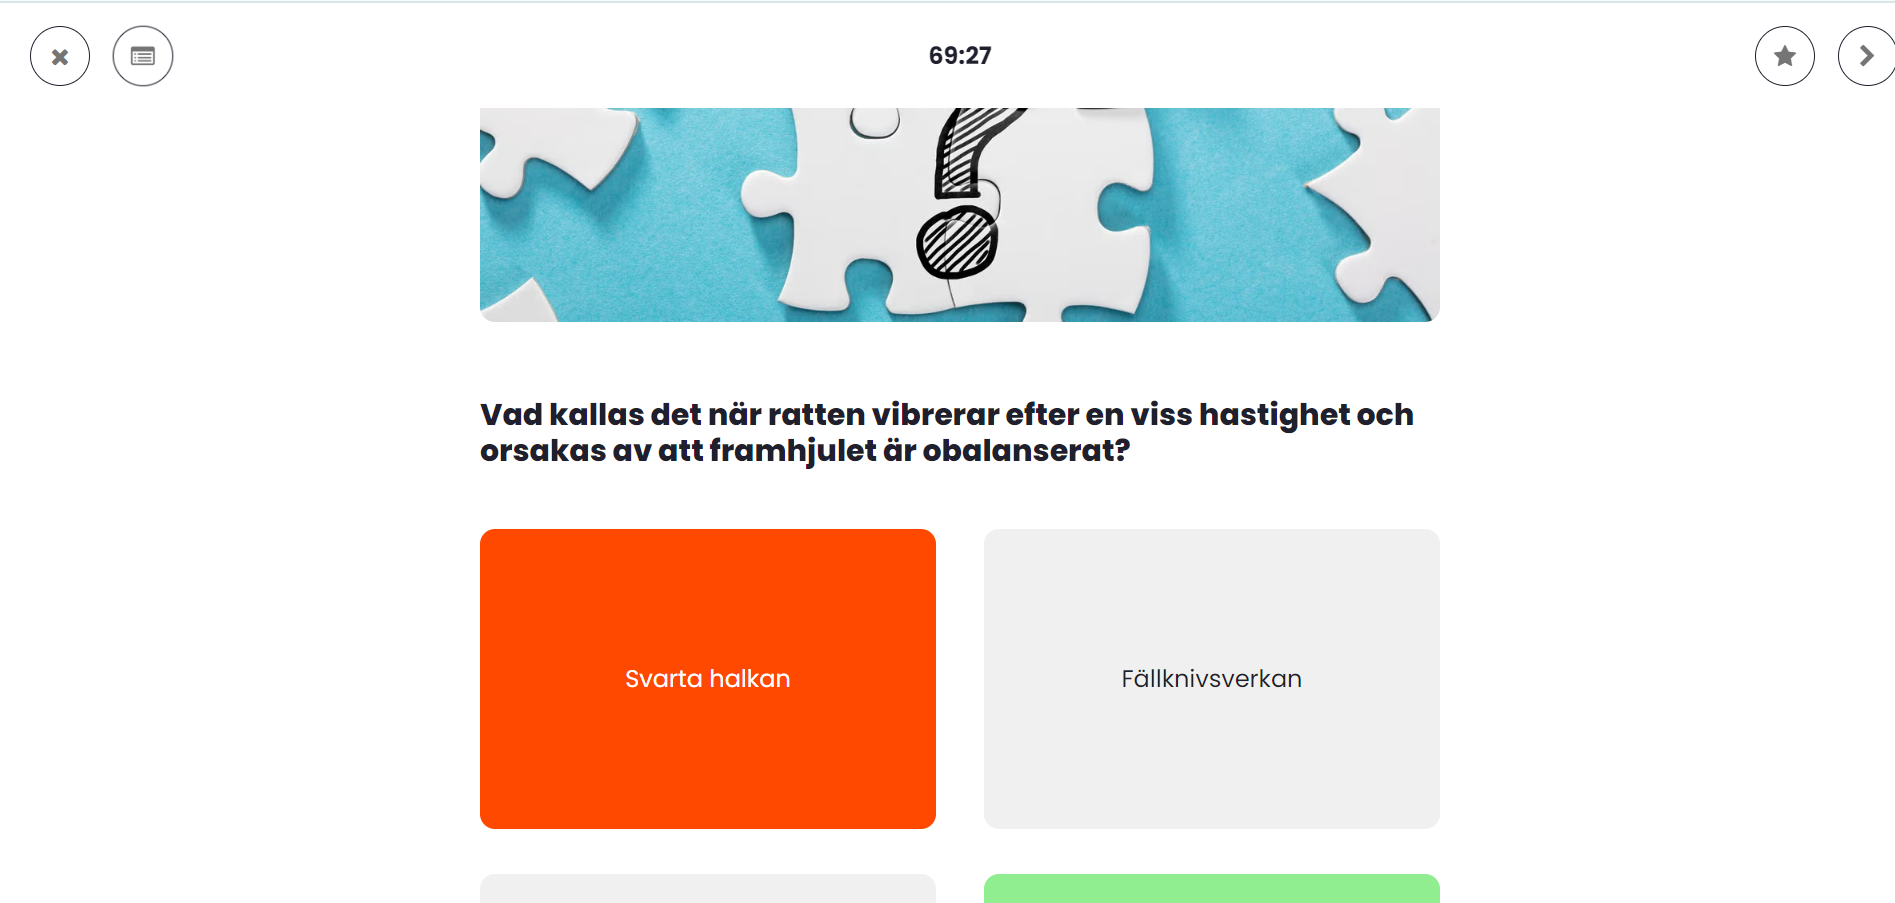 69:27
?
Vad kallas det när ratten vibrerar efter en viss hastighet och
orsakas av att framhjulet är obalanserat?
Svarta halkan
Fällknivsverkan